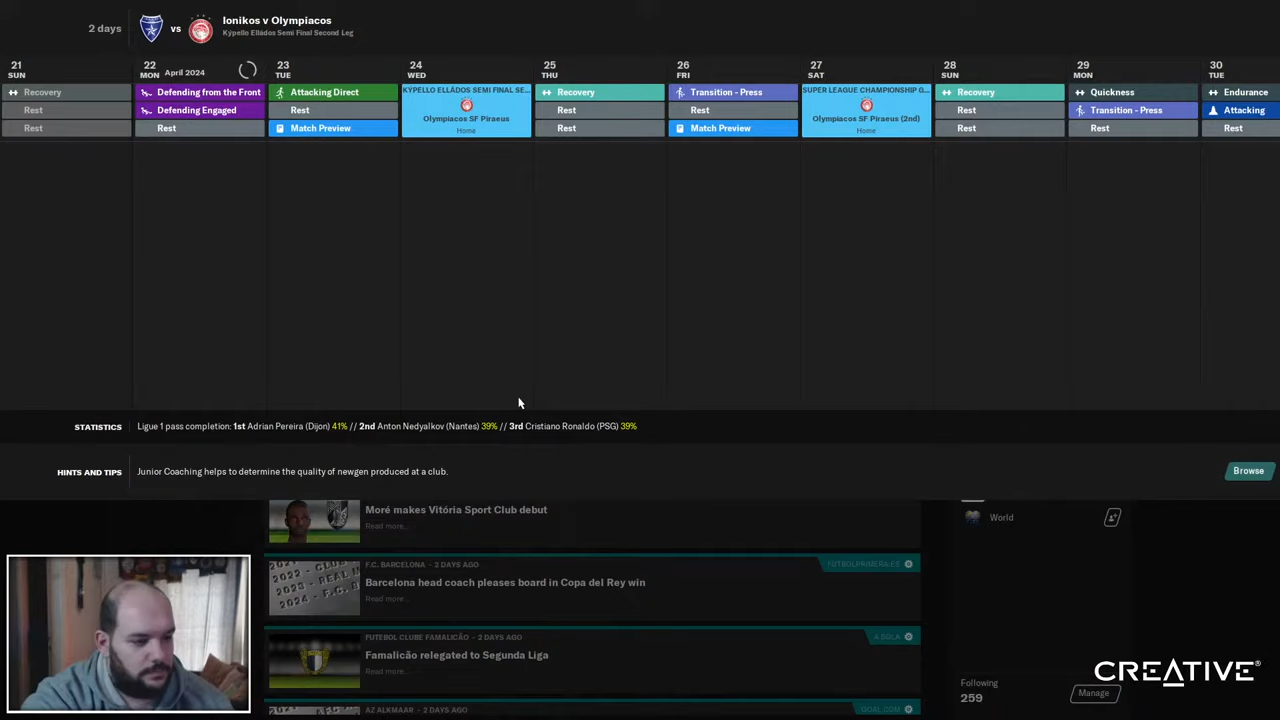 2 days
vs
Ionikos v Olympiacos
Kýpello Elládos Semi Final Second Leg
21
SUN
22
MON April 2024
23
TUE
24
WED
25
THU
26
FRI
27
SAT
28
SUN
29
MON
30
TUE
Recovery
Rest
Rest
Defending from the Front
Defending Engaged
Rest
Attacking Direct
Rest
Match Preview
KÝPELLO ELLÁDOS SEMI FINAL SE...
Olympiacos SF Piraeus
Home
Recovery
Rest
Rest
Transition - Press
Rest
Match Preview
SUPER LEAGUE CHAMPIONSHIP G...
Olympiacos SF Piraeus (2nd)
Home
Recovery
Rest
Rest
Quickness
Transition - Press
Rest
Endurance
Attacking
Rest
STATISTICS
Ligue 1 pass completion: 1st Adrian Pereira (Dijon) 41% // 2nd Anton Nedyalkov (Nantes) 39% // 3rd Cristiano Ronaldo (PSG) 39%
HINTS AND TIPS
Junior Coaching helps to determine the quality of newgen produced at a club.
Browse
Moré makes Vitória Sport Club debut
Read more...
World
F.C. BARCELONA - 2 DAYS AGO
FUTBOLPRIMERA.ES
Barcelona head coach pleases board in Copa del Rey win
Read more...
FUTEBOL CLUBE FAMALICÃO - 2 DAYS AGO
A BOLA
Famalicão relegated to Segunda Liga
Read more...
AZ ALKMAAR - 2 DAYS AGO
GOAL.COM
CREATIVE®
Following
259
Manage